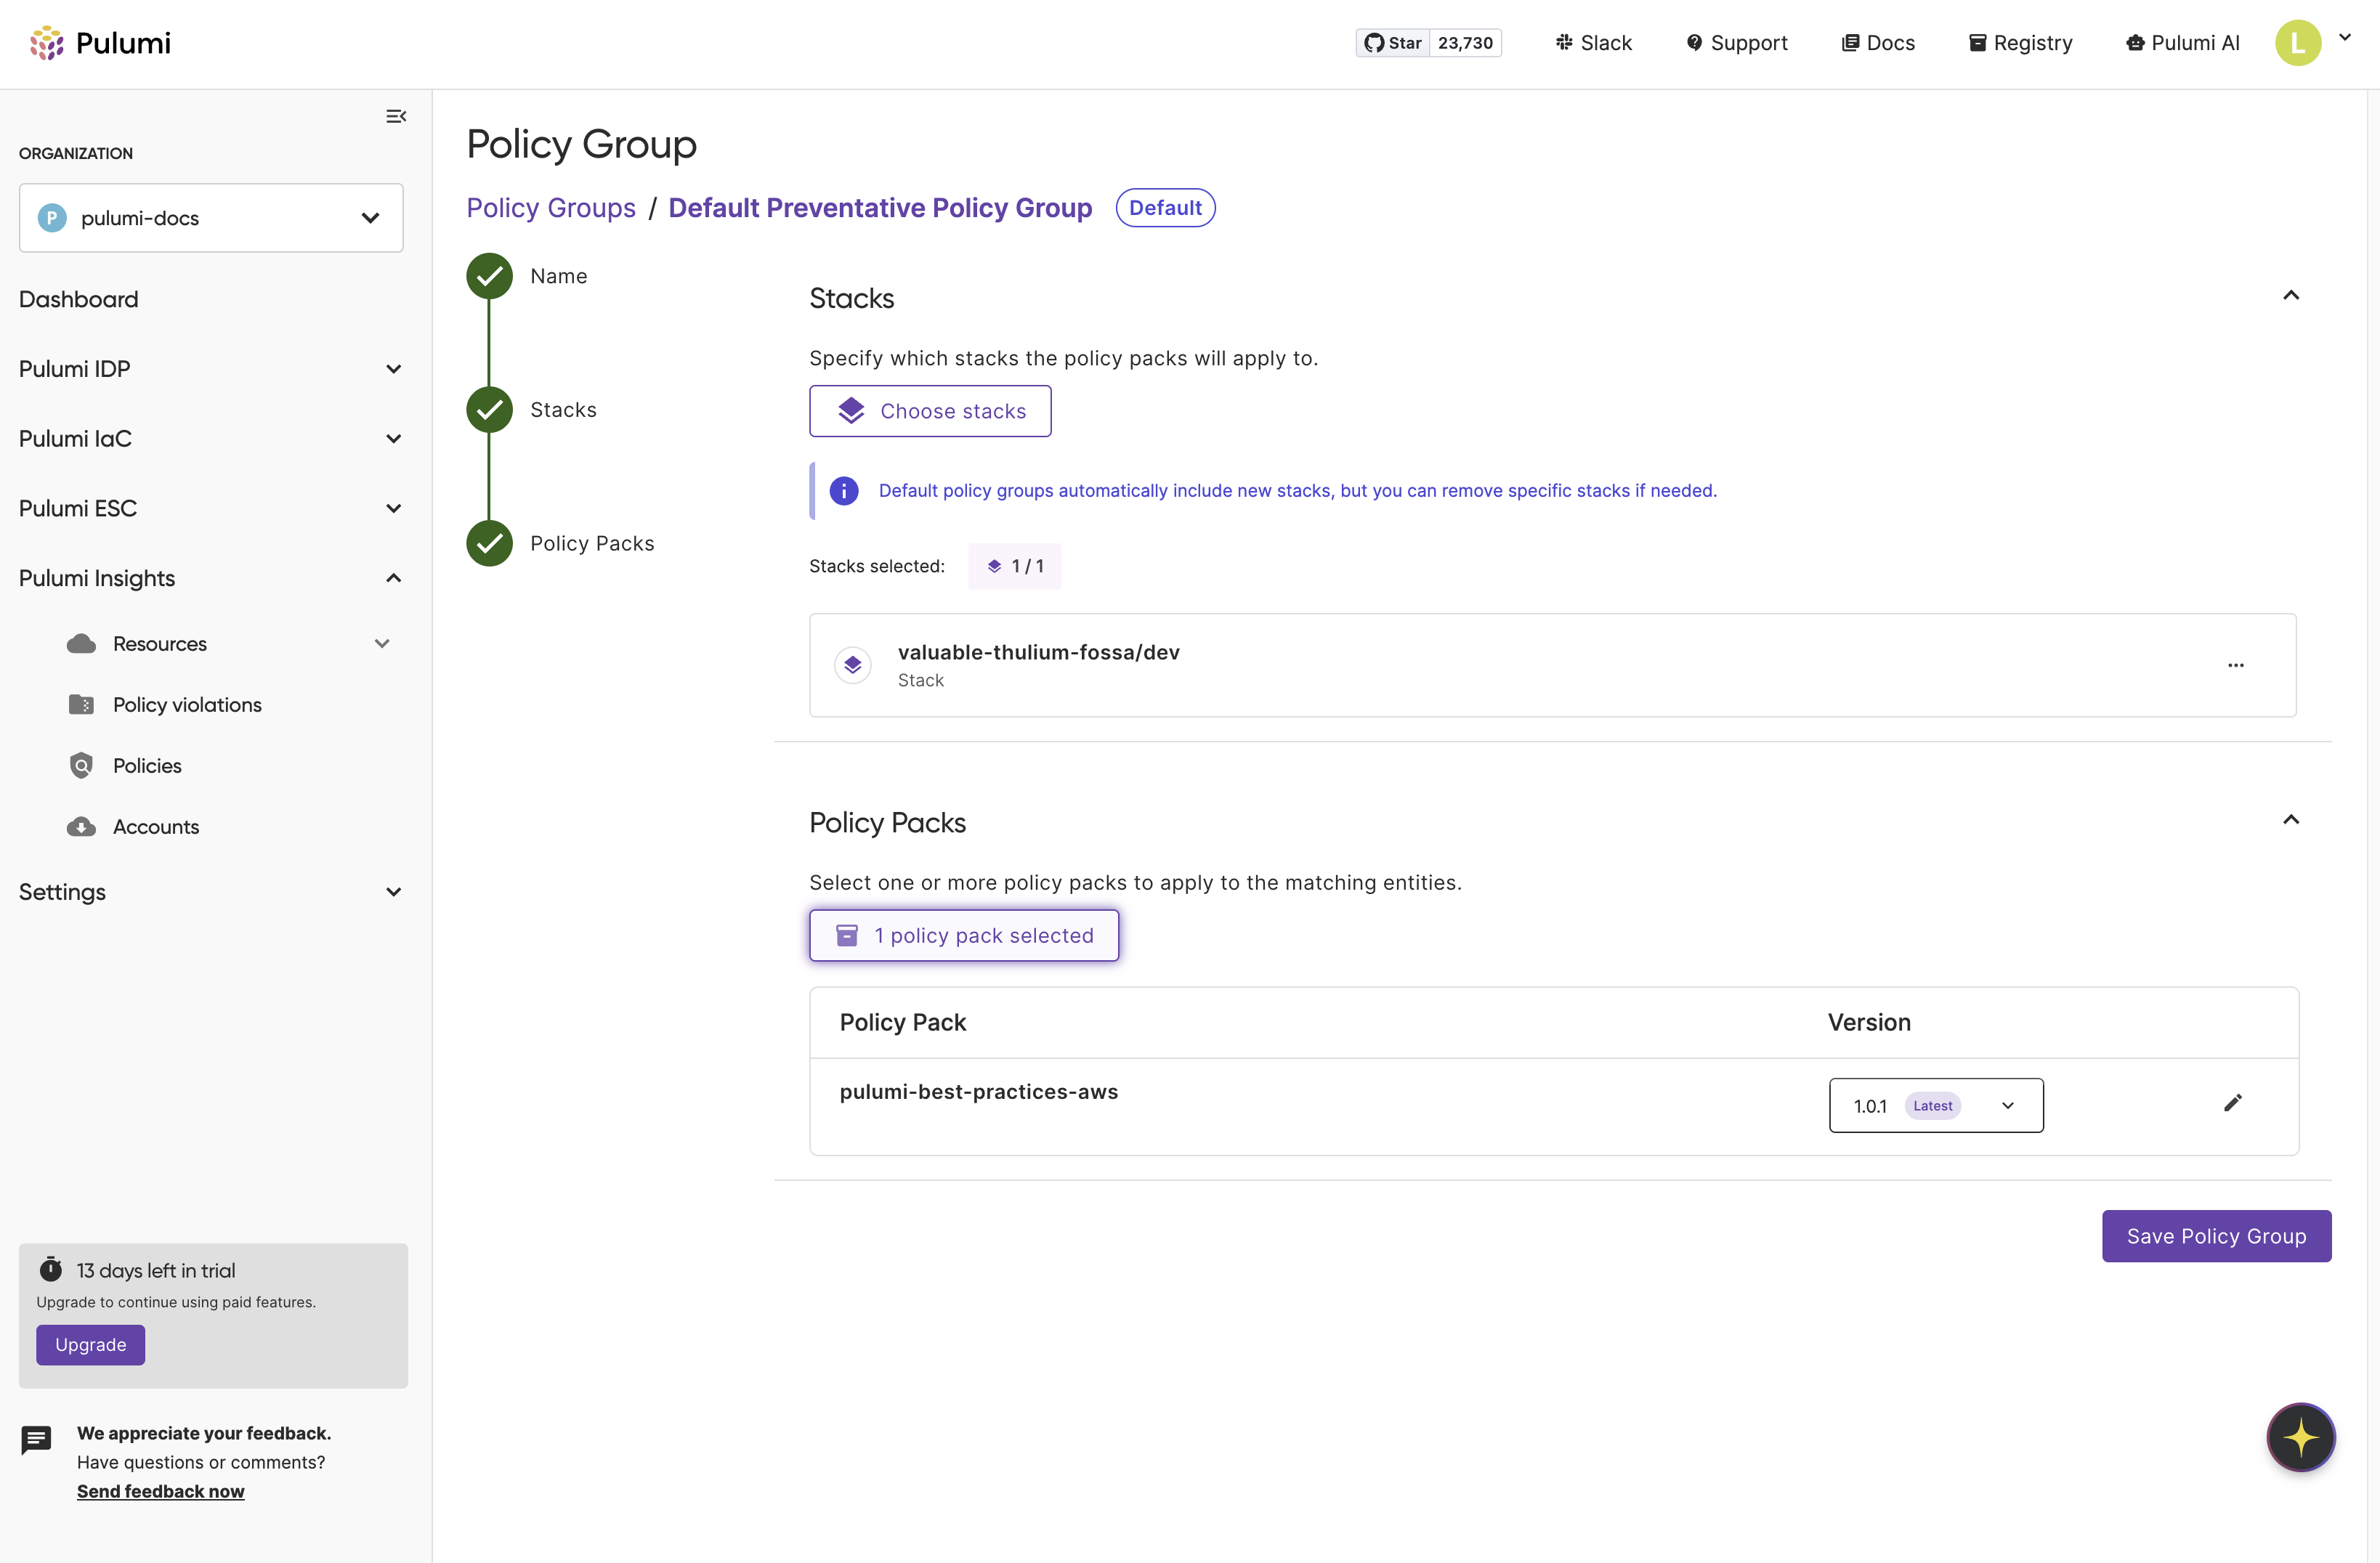 Pulumi
Star 23,730
Slack
Support
Docs
Registry
Pulumi AI
L
ORGANIZATION
P pulumi-docs
Dashboard
Pulumi IDP
Pulumi IaC
Pulumi ESC
Pulumi Insights
Resources
Policy violations
Policies
Accounts
Settings
13 days left in trial
Upgrade to continue using paid features.
Upgrade
We appreciate your feedback.
Have questions or comments?
Send feedback now
Policy Group
Policy Groups / Default Preventative Policy Group Default
Name
Stacks
Policy Packs
Stacks
Specify which stacks the policy packs will apply to.
Choose stacks
Default policy groups automatically include new stacks, but you can remove specific stacks if needed.
Stacks selected: 1 / 1
valuable-thulium-fossa/dev
Stack
Policy Packs
Select one or more policy packs to apply to the matching entities.
1 policy pack selected
Policy Pack Version
pulumi-best-practices-aws 1.0.1 Latest
Save Policy Group